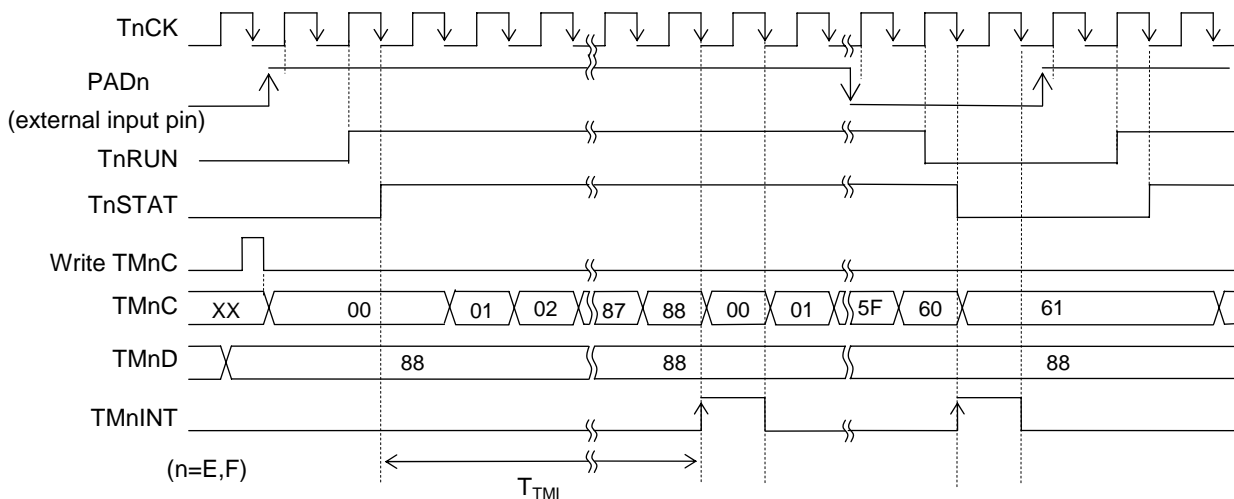 TnCK
PADn
(external input pin)
TnRUN
TnSTAT
Write TMnC
TMnC XX 00 01 02 87 88 00 01 5F 60 61
TMnD 88 88 88
TMnINT
(n=E,F)
TTMI